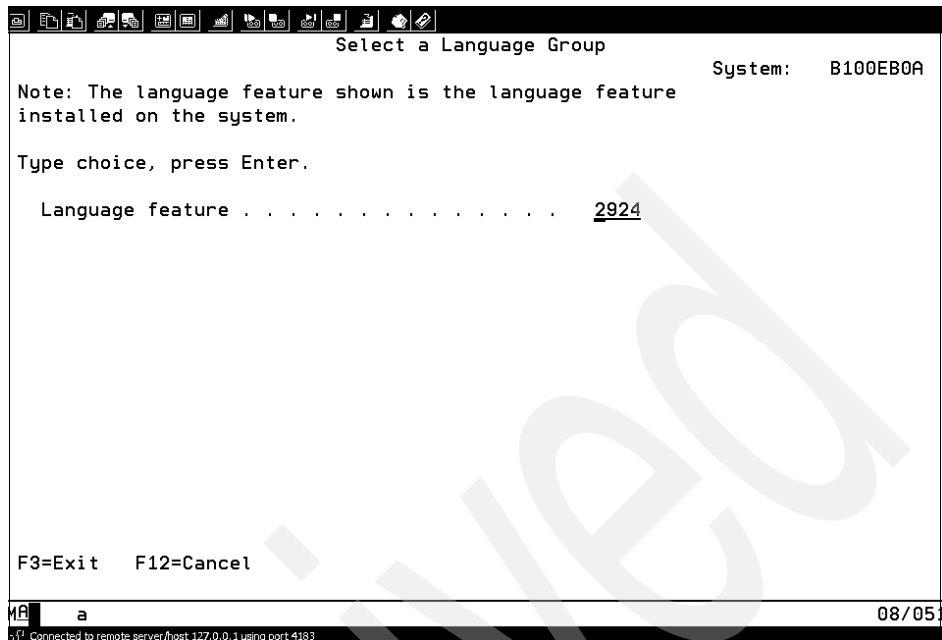 Select a Language Group
System: B100EB0A
Note: The language feature shown is the language feature
installed on the system.
Type choice, press Enter.
Language feature . . . . . . . . . . . . . . 2924
F3=Exit F12=Cancel
MA a 08/051
Connected to remote server/host 127.0.0.1 using port 4183